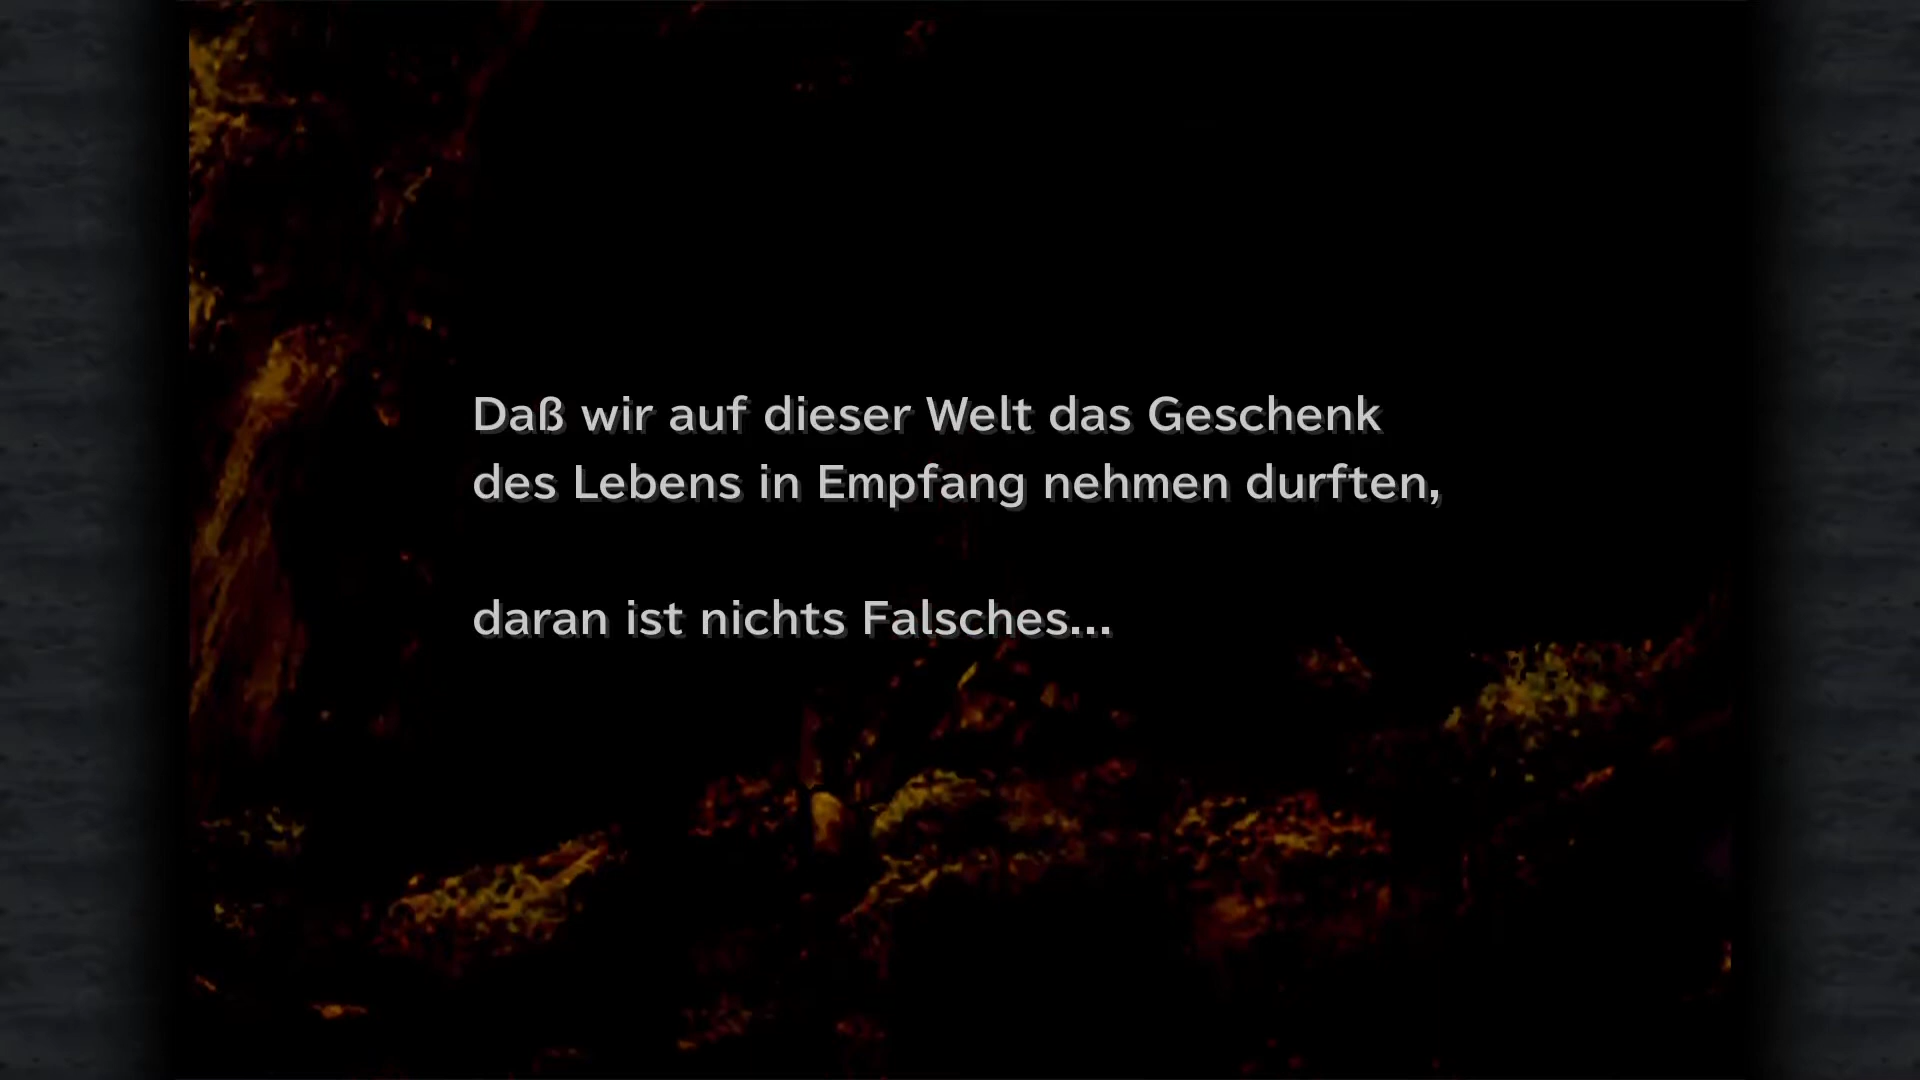 Daß wir auf dieser Welt das Geschenk
des Lebens in Empfang nehmen durften,
daran ist nichts Falsches...